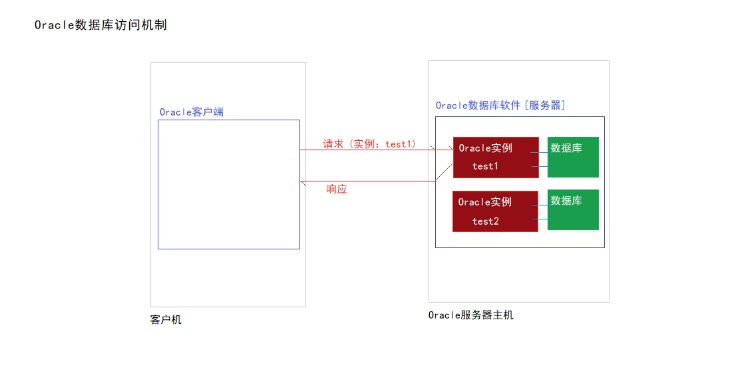 Oracle数据库访问机制
Oracle客户端
Oracle数据库软件[服务器]
请求（实例：test1）
Oracle实例
test1
数据库
响应
Oracle实例
test2
数据库
客户机
Oracle服务器主机